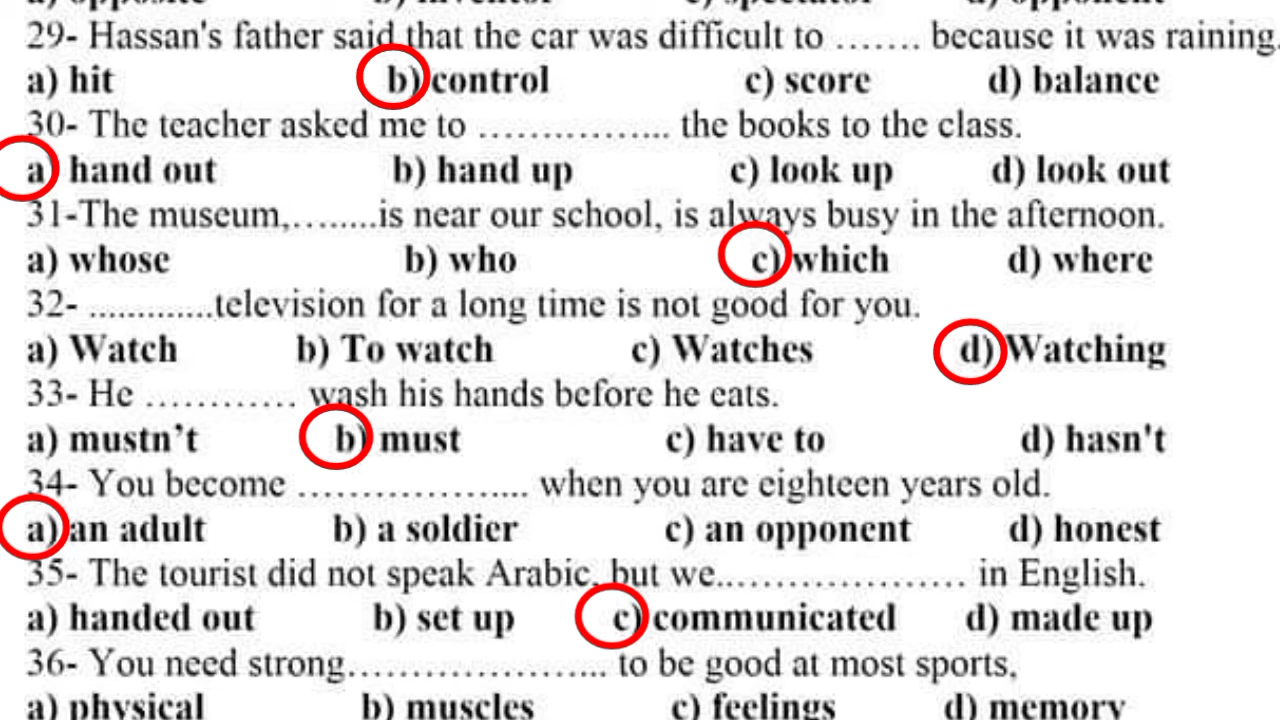 a) opposite b) inventor c) spectator d) opponent
29- Hassan's father said that the car was difficult to ……. because it was raining.
a) hit b) control c) score d) balance
30- The teacher asked me to …………….. the books to the class.
a) hand out b) hand up c) look up d) look out
31-The museum,……...is near our school, is always busy in the afternoon.
a) whose b) who c) which d) where
32- .............television for a long time is not good for you.
a) Watch b) To watch c) Watches d) Watching
33- He ………… wash his hands before he eats.
a) mustn't b) must c) have to d) hasn't
34- You become ………………... when you are eighteen years old.
a) an adult b) a soldier c) an opponent d) honest
35- The tourist did not speak Arabic, but we..………………… in English.
a) handed out b) set up c) communicated d) made up
36- You need strong…………………... to be good at most sports,
a) physical b) muscles c) feelings d) memory